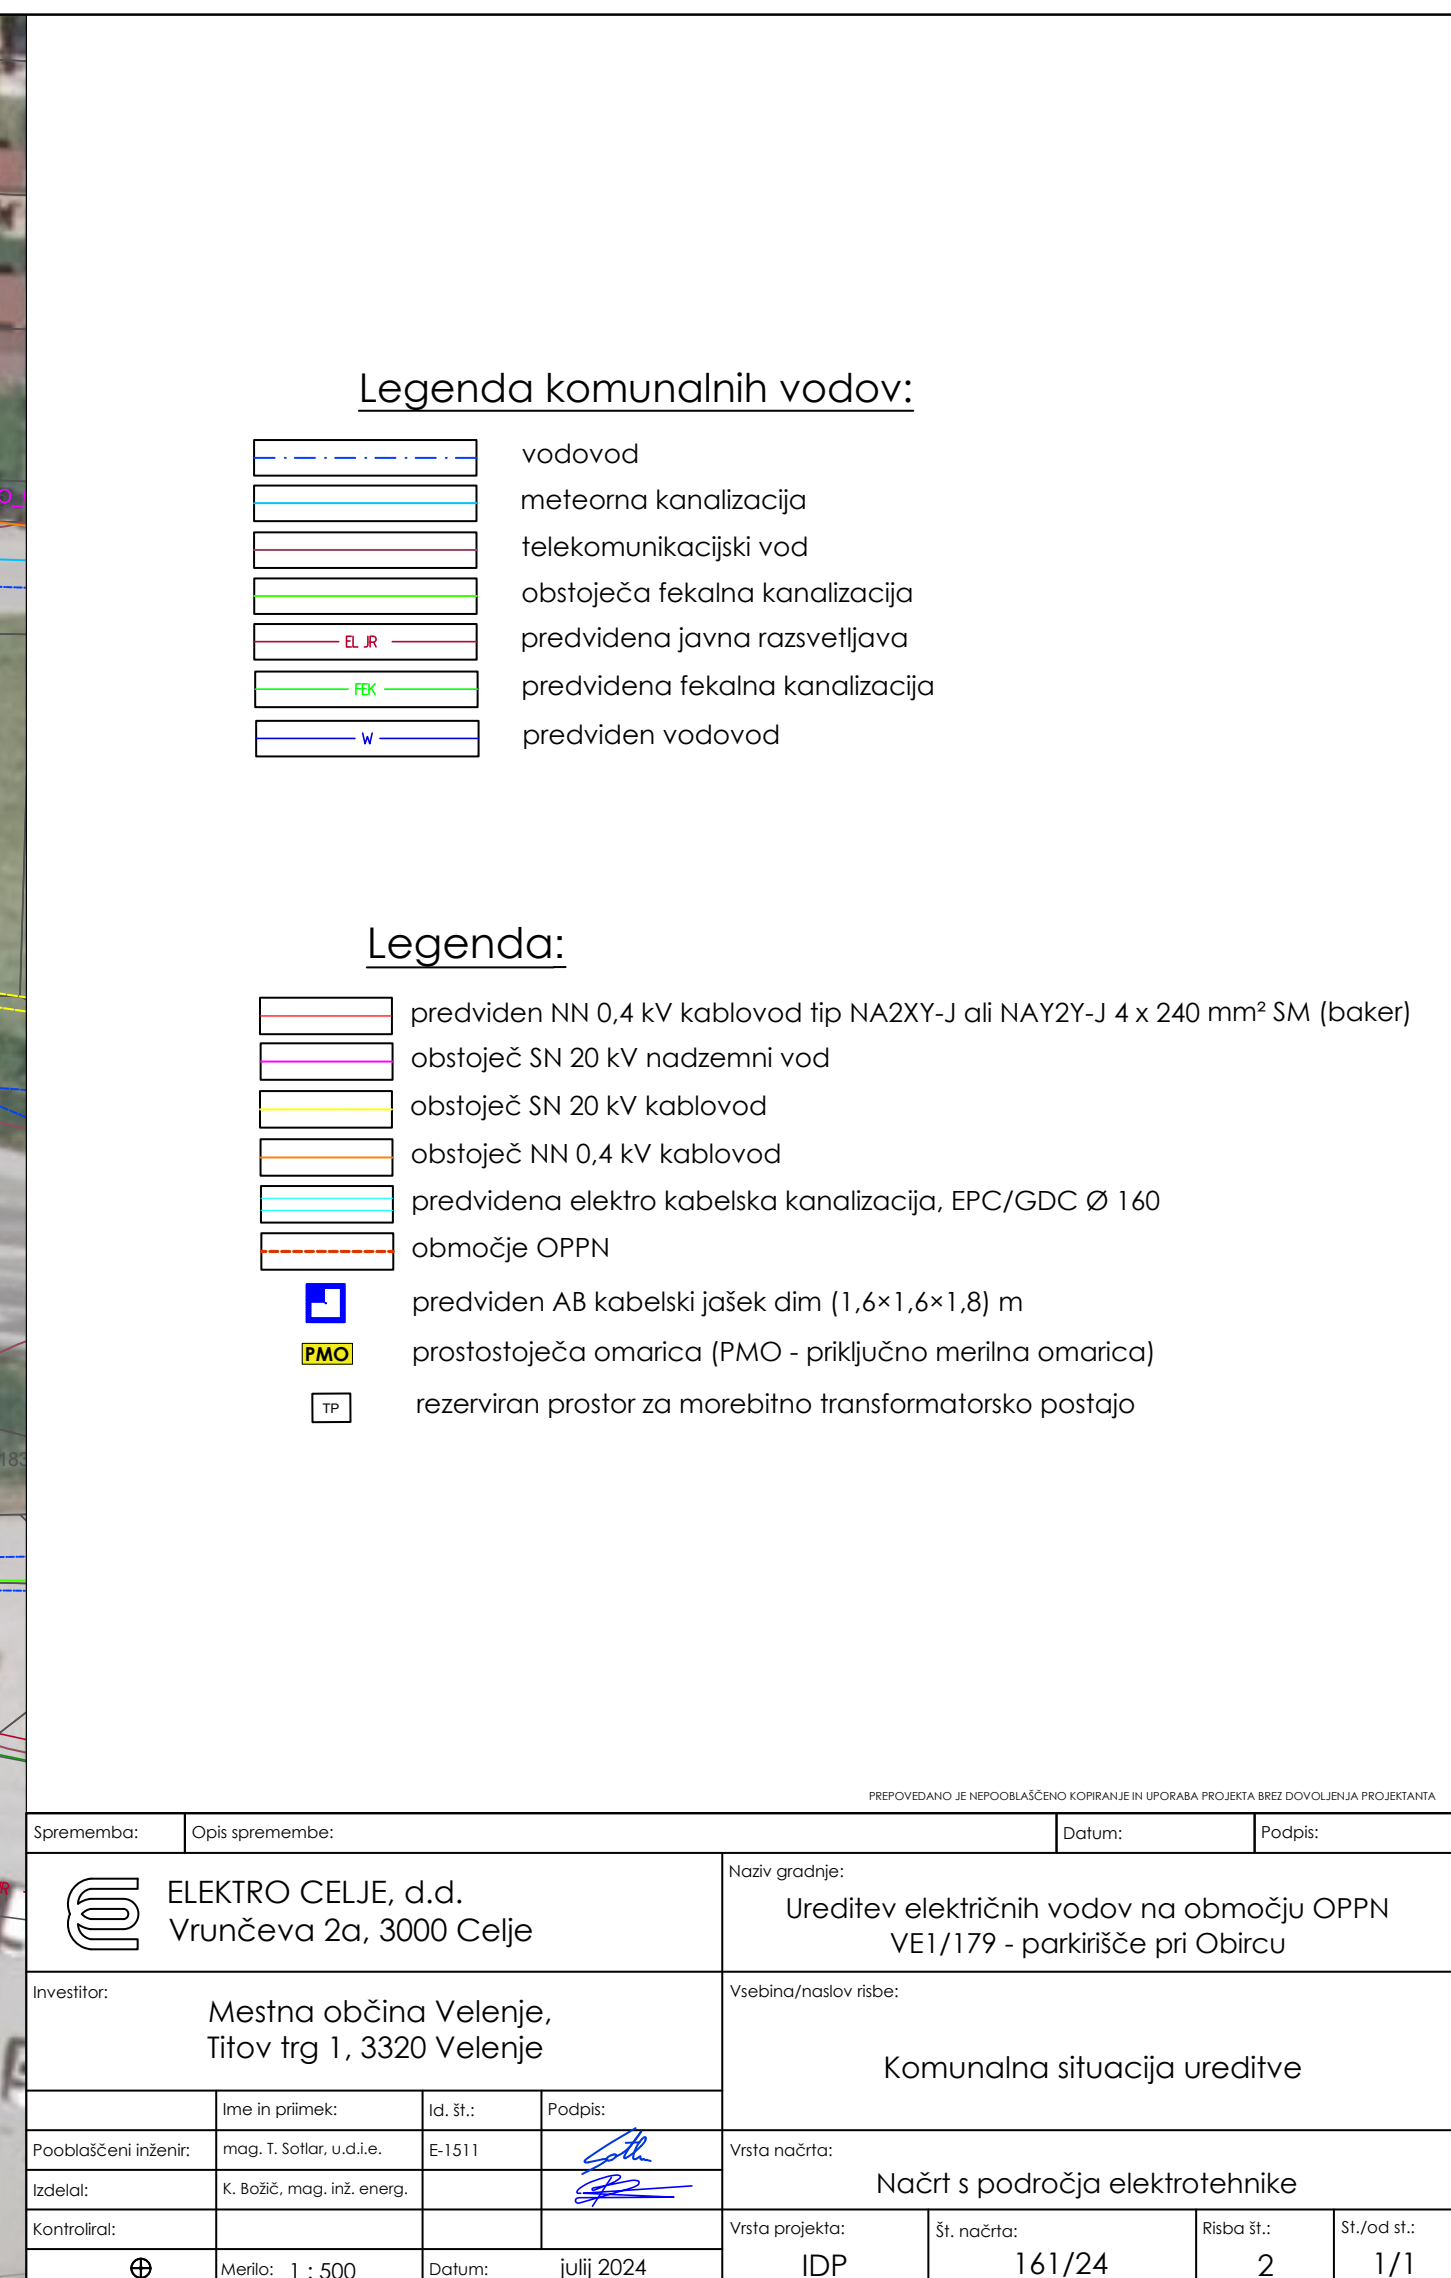 Legenda komunalnih vodov:
vodovod
meteorna kanalizacija
telekomunikacijski vod
obstoječa fekalna kanalizacija
EL JR predvidena javna razsvetljava
FEK predvidena fekalna kanalizacija
W predviden vodovod
Legenda:
predviden NN 0,4 kV kablovod tip NA2XY-J ali NAY2Y-J 4 x 240 mm² SM (baker)
obstoječ SN 20 kV nadzemni vod
obstoječ SN 20 kV kablovod
obstoječ NN 0,4 kV kablovod
predvidena elektro kabelska kanalizacija, EPC/GDC Ø 160
območje OPPN
predviden AB kabelski jašek dim (1,6×1,6×1,8) m
PMO prostostoječa omarica (PMO - priključno merilna omarica)
TP rezerviran prostor za morebitno transformatorsko postajo
PREPOVEDANO JE NEPOOBLAŠČENO KOPIRANJE IN UPORABA PROJEKTA BREZ DOVOLJENJA PROJEKTANTA
Sprememba: Opis spremembe: Datum: Podpis:
ELEKTRO CELJE, d.d.
Vrunčeva 2a, 3000 Celje
Naziv gradnje:
Ureditev električnih vodov na območju OPPN
VE1/179 - parkirišče pri Obircu
Investitor:
Mestna občina Velenje,
Titov trg 1, 3320 Velenje
Vsebina/naslov risbe:
Komunalna situacija ureditve
Ime in priimek: Id. št.: Podpis:
Pooblaščeni inženir: mag. T. Sotlar, u.d.i.e. E-1511
Izdelal: K. Božič, mag. inž. energ.
Kontroliral:
Merilo: 1 : 500 Datum: julij 2024
Vrsta načrta:
Načrt s področja elektrotehnike
Vrsta projekta: Št. načrta: Risba št.: St./od st.:
IDP 161/24 2 1/1